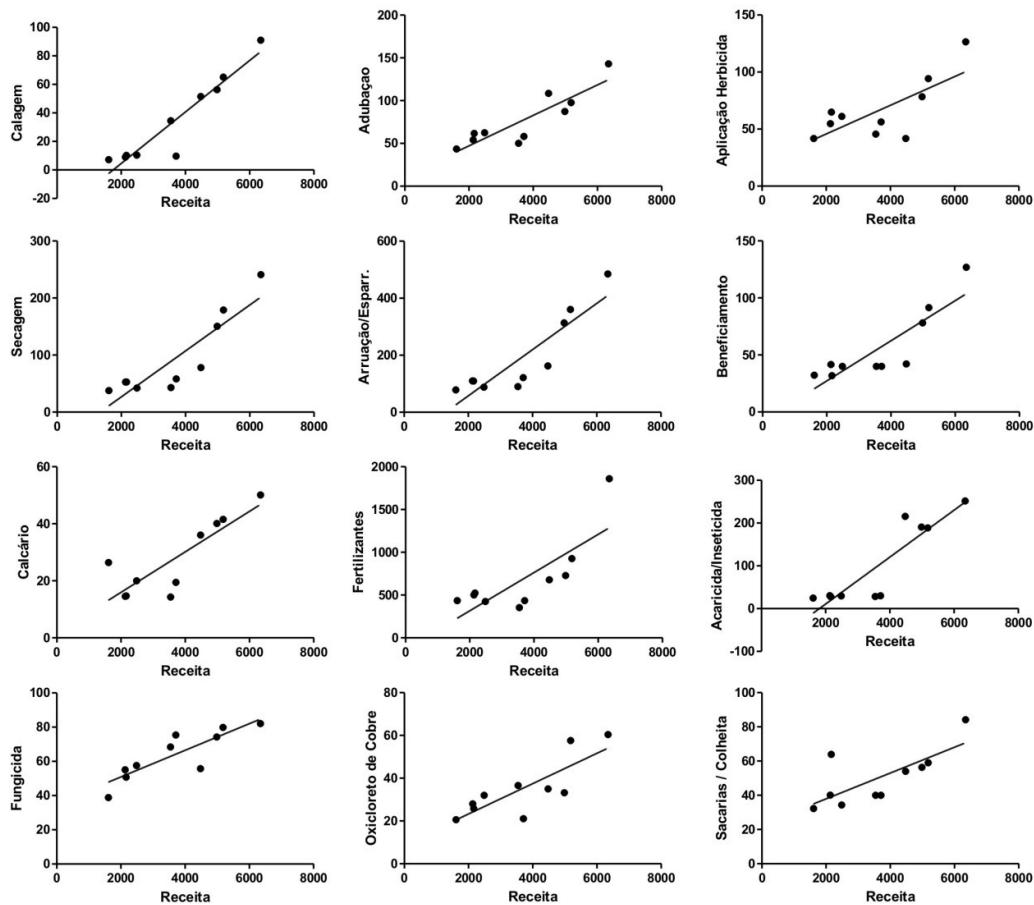 Calagem
100
80
60
40
20
0
-20
2000 4000 6000 8000
Receita
Adubaçao
200
150
100
50
0
0 2000 4000 6000 8000
Receita
Aplicação Herbicida
150
100
50
0
0 2000 4000 6000 8000
Receita
Secagem
300
200
100
0
0 2000 4000 6000 8000
Receita
Arruação/Esparr.
600
400
200
0
0 2000 4000 6000 8000
Receita
Beneficiamento
150
100
50
0
0 2000 4000 6000 8000
Receita
Calcário
60
40
20
0
0 2000 4000 6000 8000
Receita
Fertilizantes
2000
1500
1000
500
0
0 2000 4000 6000 8000
Receita
Acaricida/Inseticida
300
200
100
0
-100
2000 4000 6000 8000
Receita
Fungicida
100
80
60
40
20
0
0 2000 4000 6000 8000
Receita
Oxicloreto de Cobre
80
60
40
20
0
0 2000 4000 6000 8000
Receita
Sacarias / Colheita
100
80
60
40
20
0
0 2000 4000 6000 8000
Receita